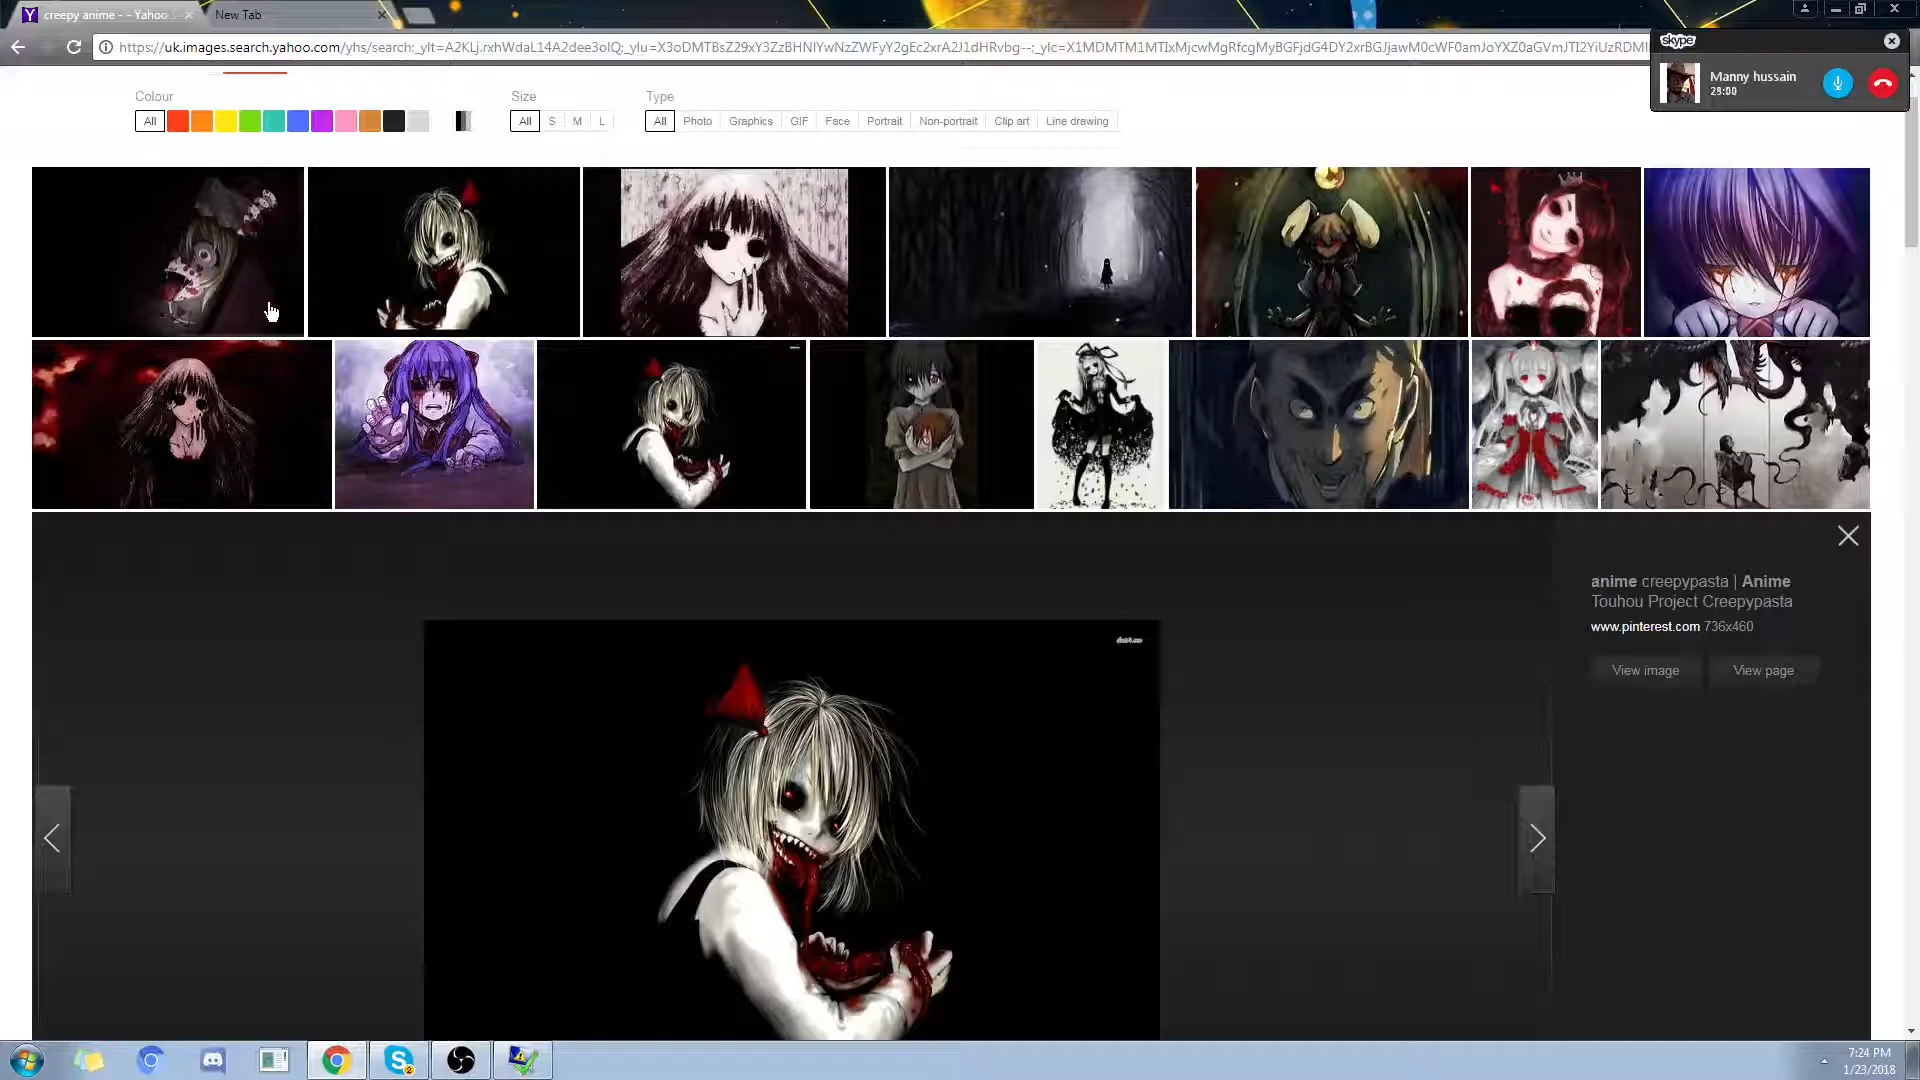 creepy anime - - Yahoo
New Tab
https://uk.images.search.yahoo.com/yhs/search;_ylt=A2KLj.rxhWdaL14A2dee3olQ;_ylu=X3oDMTBsZ29xY3ZzBHNlYwNzZWFyY2gEc2xrA2J1dHRvbg--;_ylc=X1MDMTM1MTIxMjcwMgRfcgMyBGFjdG4DY2xrBGJjawM0cWF0amJoYXZ0aGVmJTI2YiUzRDMl
skype
Manny hussain
23:00
Colour
Size
Type
All
All S M L
All Photo Graphics GIF Face Portrait Non-portrait Clip art Line drawing
anime creepypasta | Anime
Touhou Project Creepypasta
www.pinterest.com 736x460
View image
View page
2
7:24 PM
1/23/2018